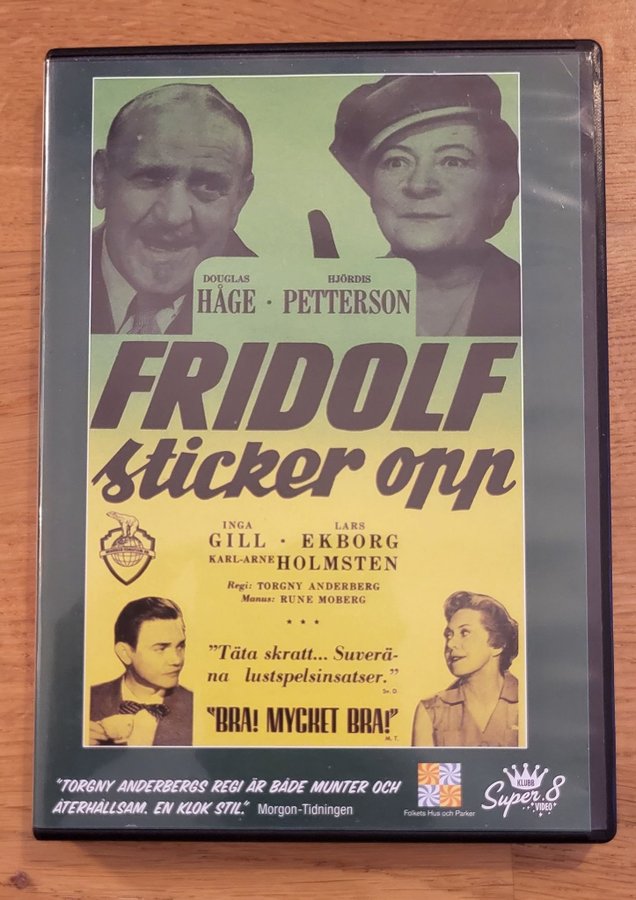 DOUGLAS HJÖRDIS
HÅGE · PETTERSON
FRIDOLF
sticker opp
INGA LARS
GILL · EKBORG
KARL-ARNE HOLMSTEN
Regi: TORGNY ANDERBERG
Manus: RUNE MOBERG
* * *
"Täta skratt... Suverä-
na lustspelsinsatser."
Sv. D.
"BRA! MYCKET BRA!"
M. T.
"TORGNY ANDERBERGS REGI ÄR BÅDE MUNTER OCH
ÅTERHÅLLSAM. EN KLOK STIL." Morgon-Tidningen
Folkets Hus och Parker
KLUBB
Super 8
VIDEO